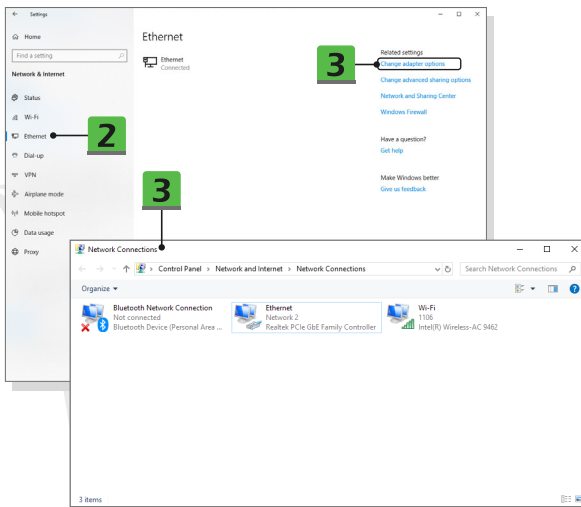 Settings
Home
Find a setting
Network & Internet
Status
Wi-Fi
Ethernet
Dial-up
VPN
Airplane mode
Mobile hotspot
Data usage
Proxy
2
Ethernet
Ethernet
Connected
3
Related settings
Change adapter options
Change advanced sharing options
Network and Sharing Center
Windows Firewall
Have a question?
Get help
Make Windows better
Give us feedback
3
Network Connections
Control Panel > Network and Internet > Network Connections
Search Network Connections
Organize
Bluetooth Network Connection
Not connected
Bluetooth Device (Personal Area ...
Ethernet
Network 2
Realtek PCIe GbE Family Controller
Wi-Fi
1106
Intel(R) Wireless-AC 9462
3 items